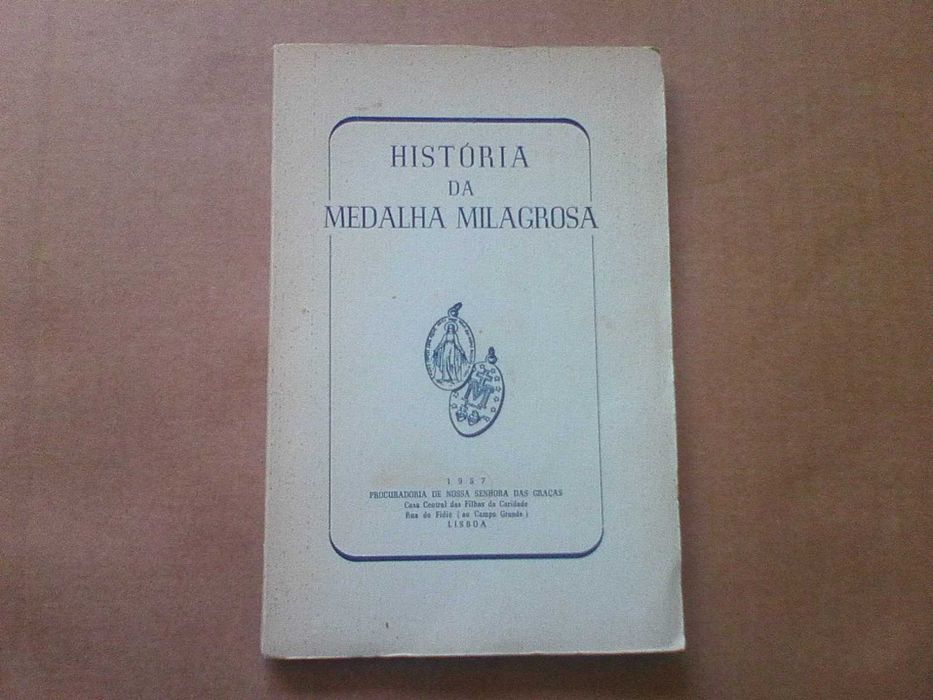 HISTÓRIA
DA
MEDALHA MILAGROSA
1957
PROCURADORIA DE NOSSA SENHORA DAS GRAÇAS
Casa Central das Filhas da Caridade
Rua do Fidié (ao Campo Grande)
LISBOA